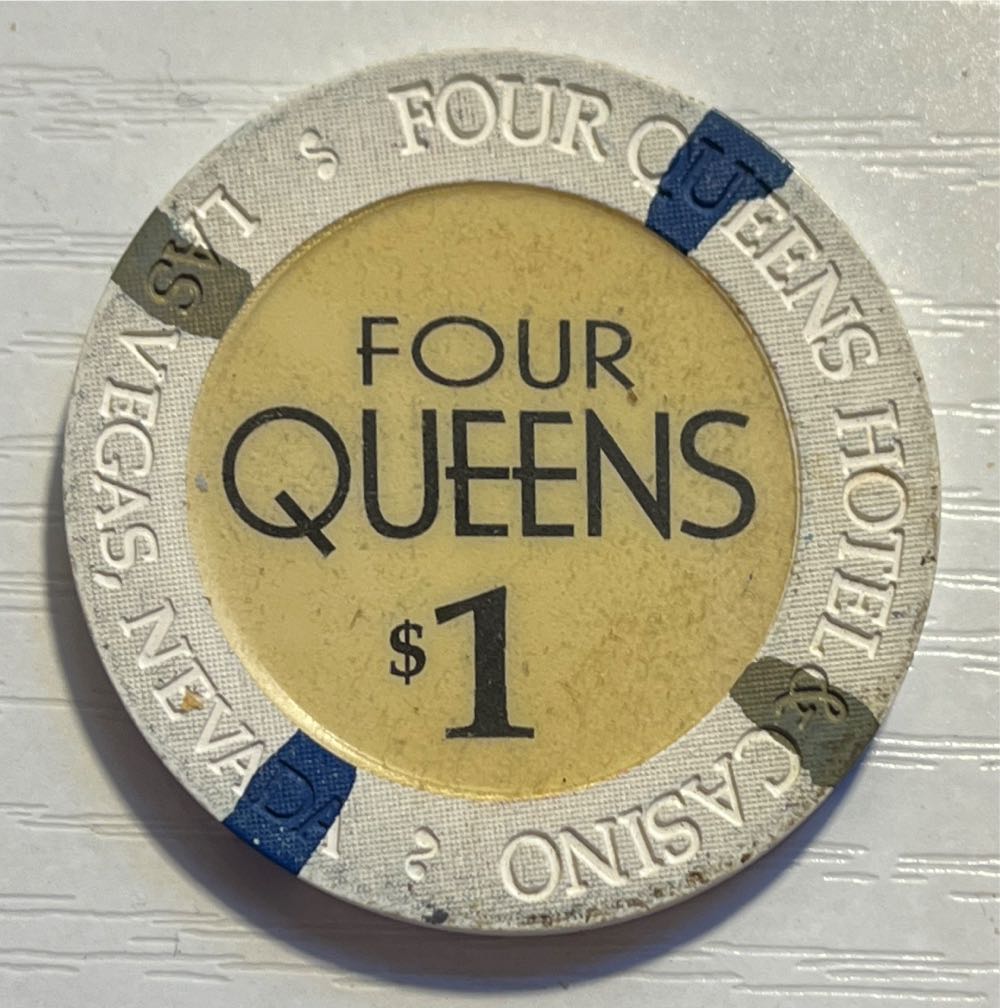 FOUR QUEENS HOTEL & CASINO
LAS VEGAS, NEVADA
FOUR
QUEENS
$1